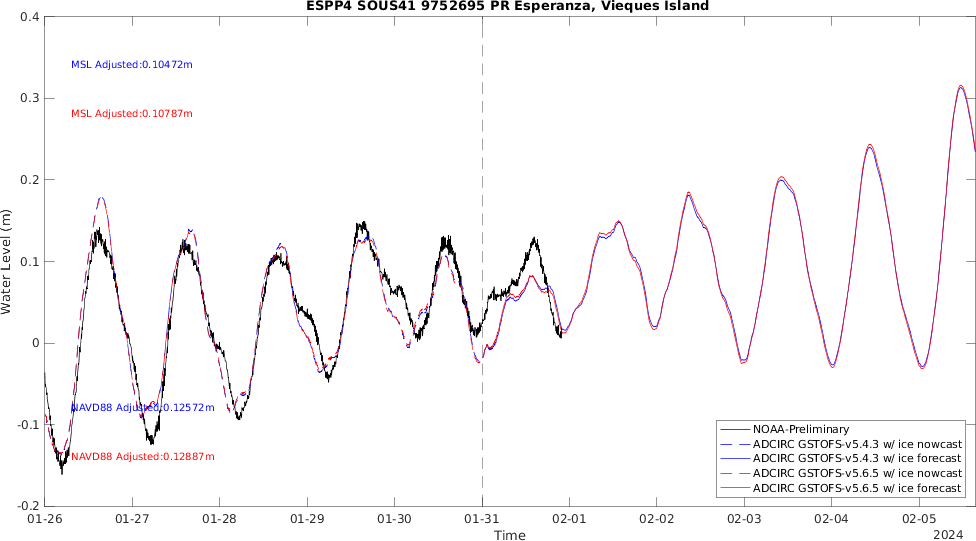 ESPP4 SOUS41 9752695 PR Esperanza, Vieques Island
0.4
MSL Adjusted:0.10472m
0.3
MSL Adjusted:0.10787m
0.2
Water Level (m)
0.1
0
NAVD88 Adjusted:0.12572m
-0.1
NAVD88 Adjusted:0.12887m
-0.2
NOAA-Preliminary
ADCIRC GSTOFS-v5.4.3 w/ ice nowcast
ADCIRC GSTOFS-v5.4.3 w/ ice forecast
ADCIRC GSTOFS-v5.6.5 w/ ice nowcast
ADCIRC GSTOFS-v5.6.5 w/ ice forecast
01-26 01-27 01-28 01-29 01-30 01-31 02-01 02-02 02-03 02-04 02-05
Time
2024